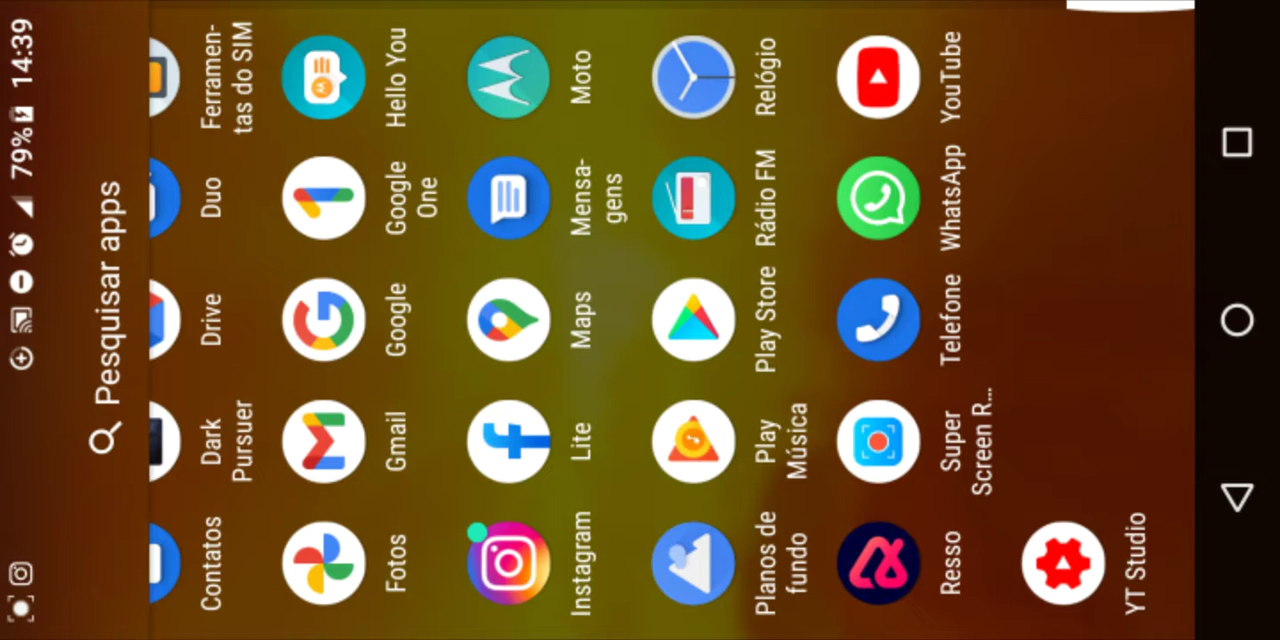 79% 14:39
Pesquisar apps
Contatos
Dark
Pursuer
Drive
Duo
Ferramen-
tas do SIM
Fotos
Gmail
Google
Google
One
Hello You
Instagram
Lite
Maps
Mensa-
gens
Moto
Planos de
fundo
Play
Música
Play Store
Rádio FM
Relógio
Resso
Super
Screen R...
Telefone
WhatsApp
YouTube
YT Studio